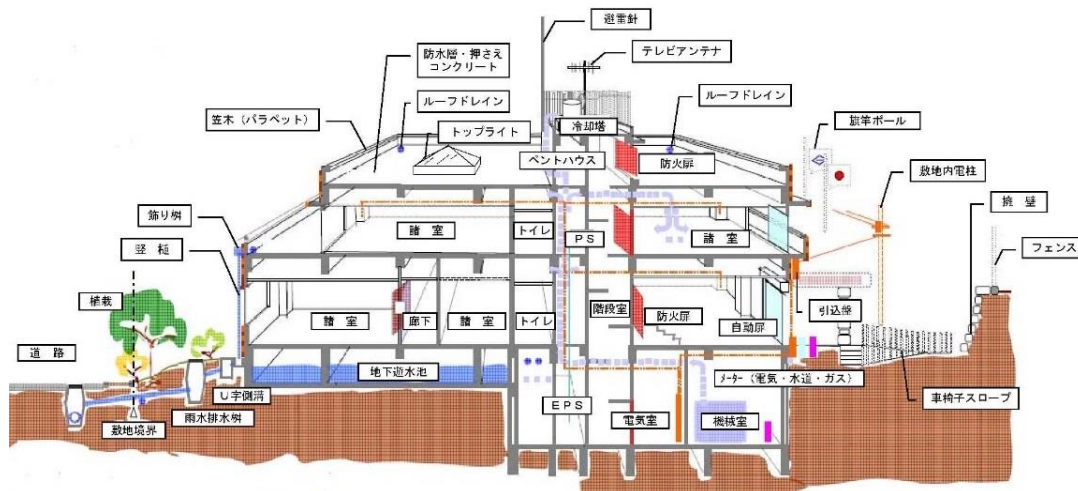 避雷針
テレビアンテナ
防水層・押さえ
コンクリート
ルーフドレイン
ルーフドレイン
笠木（パラペット）
トップライト
冷却塔
旗竿ポール
ペントハウス
防火扉
敷地内電柱
飾り桝
擁 壁
諸 室
トイレ
PS
諸 室
竪樋
フェンス
植栽
諸 室
廊下
諸 室
トイレ
階段室
防火扉
自動扉
引込盤
道 路
地下遊水池
メーター（電気・水道・ガス）
U字側溝
車椅子スロープ
雨水排水桝
EPS
電気室
機械室
敷地境界